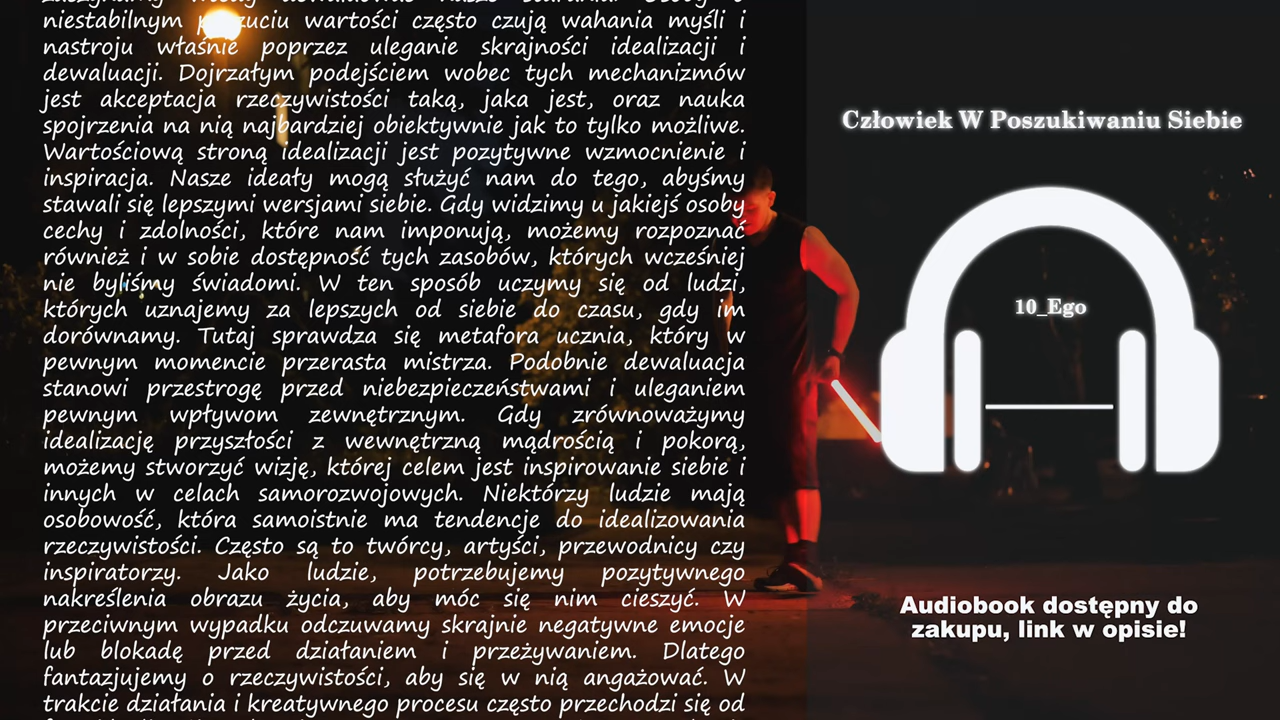 niestabilnym poczuciu wartości często czują wahania myśli i
nastroju właśnie poprzez uleganie skrajności idealizacji i
dewaluacji. Dojrzałym podejściem wobec tych mechanizmów
jest akceptacja rzeczywistości taką, jaka jest, oraz nauka
spojrzenia na nią najbardziej obiektywnie jak to tylko możliwe.
Wartościową stroną idealizacji jest pozytywne wzmocnienie i
inspiracja. Nasze ideały mogą służyć nam do tego, abyśmy
stawali się lepszymi wersjami siebie. Gdy widzimy u jakiejś osoby
cechy i zdolności, które nam imponują, możemy rozpoznać
również i w sobie dostępność tych zasobów, których wcześniej
nie byliśmy świadomi. W ten sposób uczymy się od ludzi,
których uznajemy za lepszych od siebie do czasu, gdy im
dorównamy. Tutaj sprawdza się metafora ucznia, który w
pewnym momencie przerasta mistrza. Podobnie dewaluacja
stanowi przestrogę przed niebezpieczeństwami i uleganiem
pewnym wpływom zewnętrznym. Gdy zrównoważymy
idealizację przyszłości z wewnętrzną mądrością i pokorą,
możemy stworzyć wizję, której celem jest inspirowanie siebie i
innych w celach samorozwojowych. Niektórzy ludzie mają
osobowość, która samoistnie ma tendencje do idealizowania
rzeczywistości. Często są to twórcy, artyści, przewodnicy czy
inspiratorzy. Jako ludzie, potrzebujemy pozytywnego
nakreślenia obrazu życia, aby móc się nim cieszyć. W
przeciwnym wypadku odczuwamy skrajnie negatywne emocje
lub blokadę przed działaniem i przeżywaniem. Dlatego
fantazjujemy o rzeczywistości, aby się w nią angażować. W
trakcie działania i kreatywnego procesu często przechodzi się od
Człowiek W Poszukiwaniu Siebie
10_Ego
Audiobook dostępny do
zakupu, link w opisie!